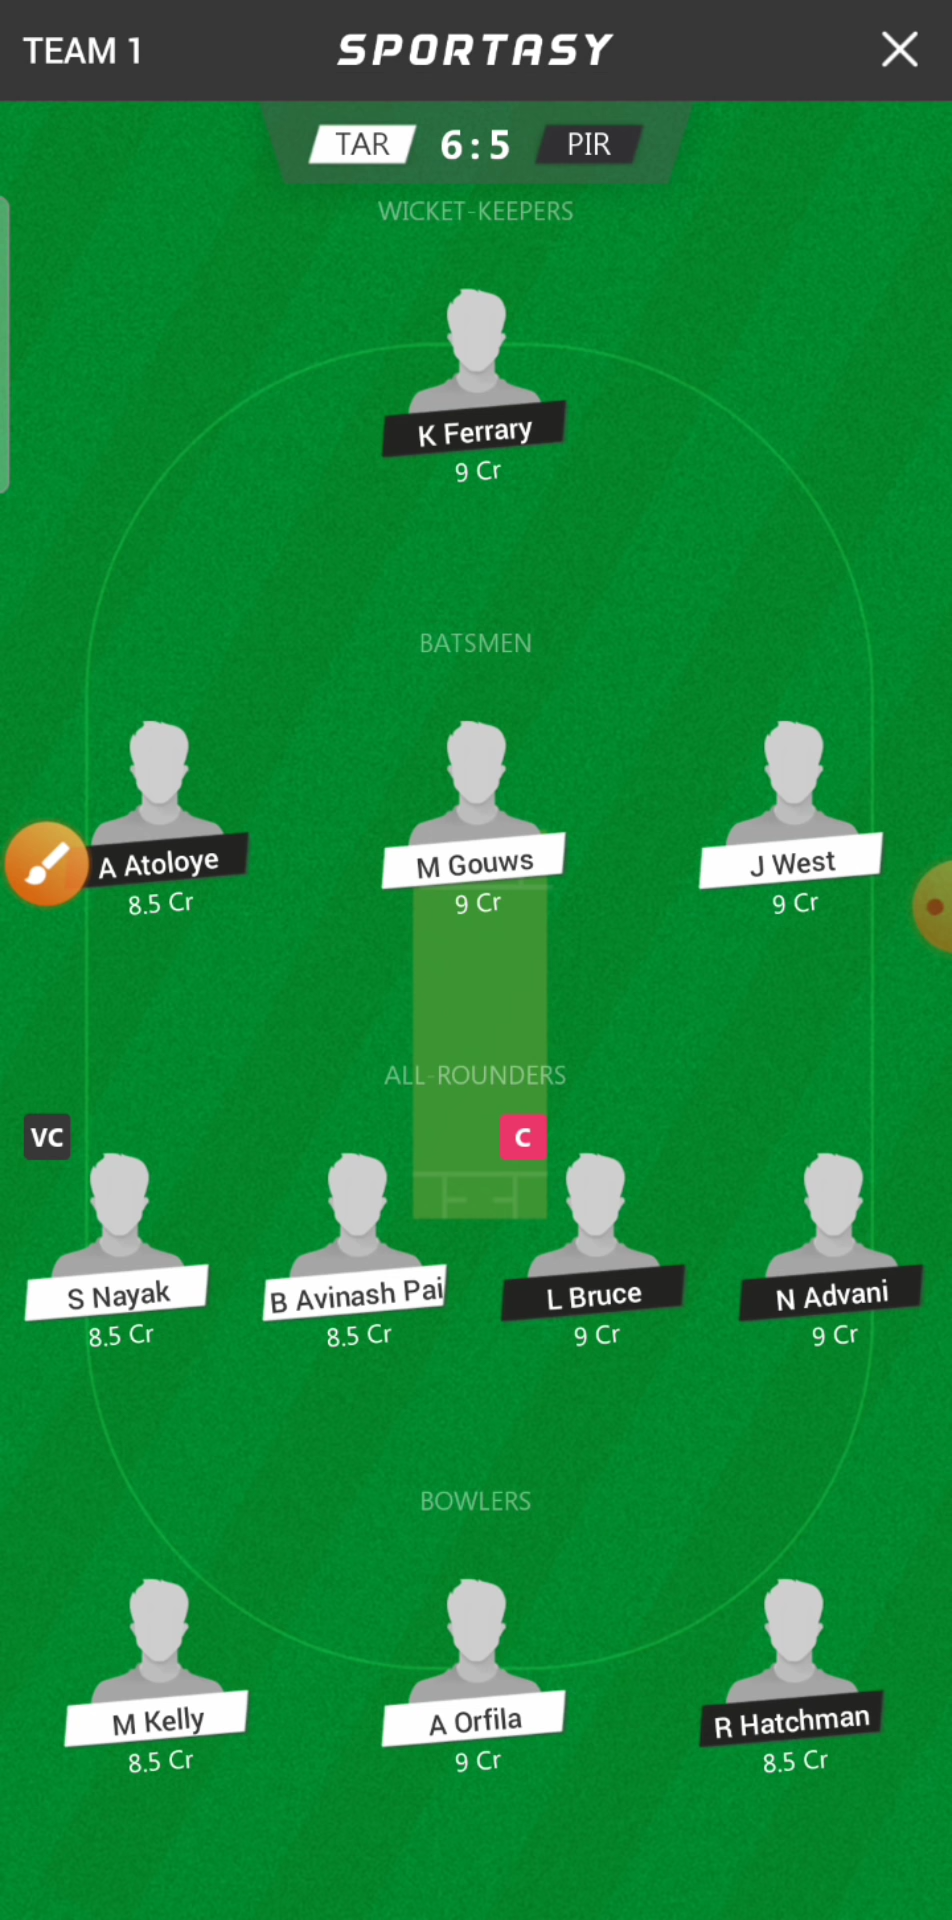 TEAM 1 SPORTASY
TAR 6:5 PIR
WICKET-KEEPERS
K Ferrary
9 Cr
BATSMEN
A Atoloye M Gouws J West
8.5 Cr 9 Cr 9 Cr
ALL-ROUNDERS
VC C
S Nayak B Avinash Pai L Bruce N Advani
8.5 Cr 8.5 Cr 9 Cr 9 Cr
BOWLERS
M Kelly A Orfila R Hatchman
8.5 Cr 9 Cr 8.5 Cr